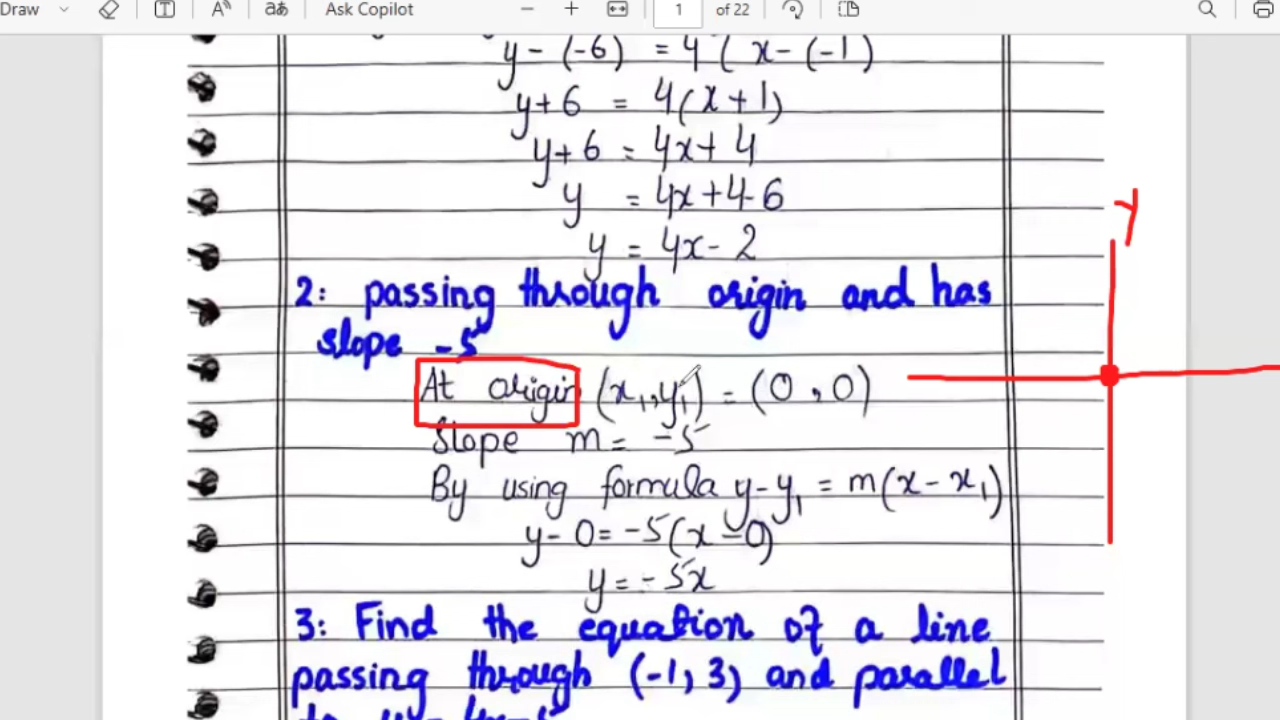 Draw aあ Ask Copilot 1 of 22
y - (-6) = 4 ( x - (-1)
y + 6 = 4(x + 1)
y + 6 = 4x + 4
y = 4x + 4 - 6
y = 4x - 2
Y
2: passing through origin and has
slope -5
At origin (x₁, y₁) = (0, 0)
Slope m = -5
By using formula y - y₁ = m(x - x₁)
y - 0 = -5(x - 0)
y = -5x
3: Find the equation of a line
passing through (-1, 3) and parallel